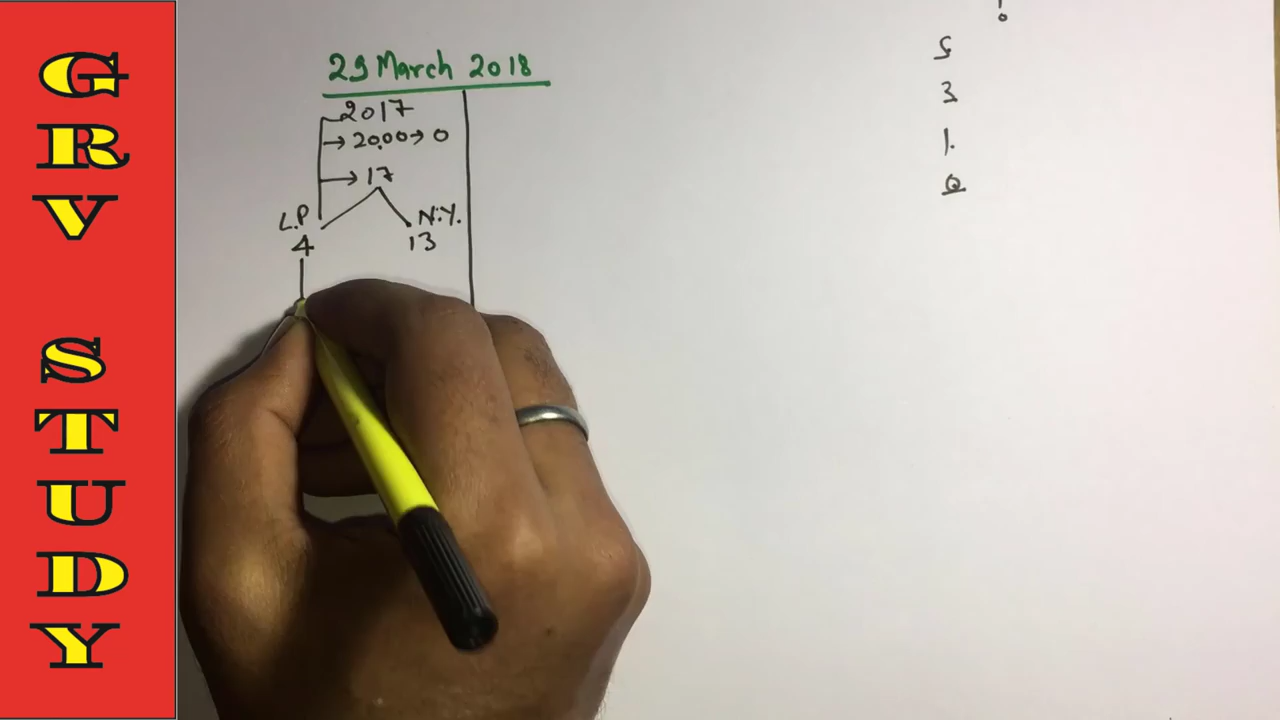 GRV STUDY
29 March 2018
2017
→ 2000 → 0
→ 17
L.P N.Y.
4 13
5
3
1.
0